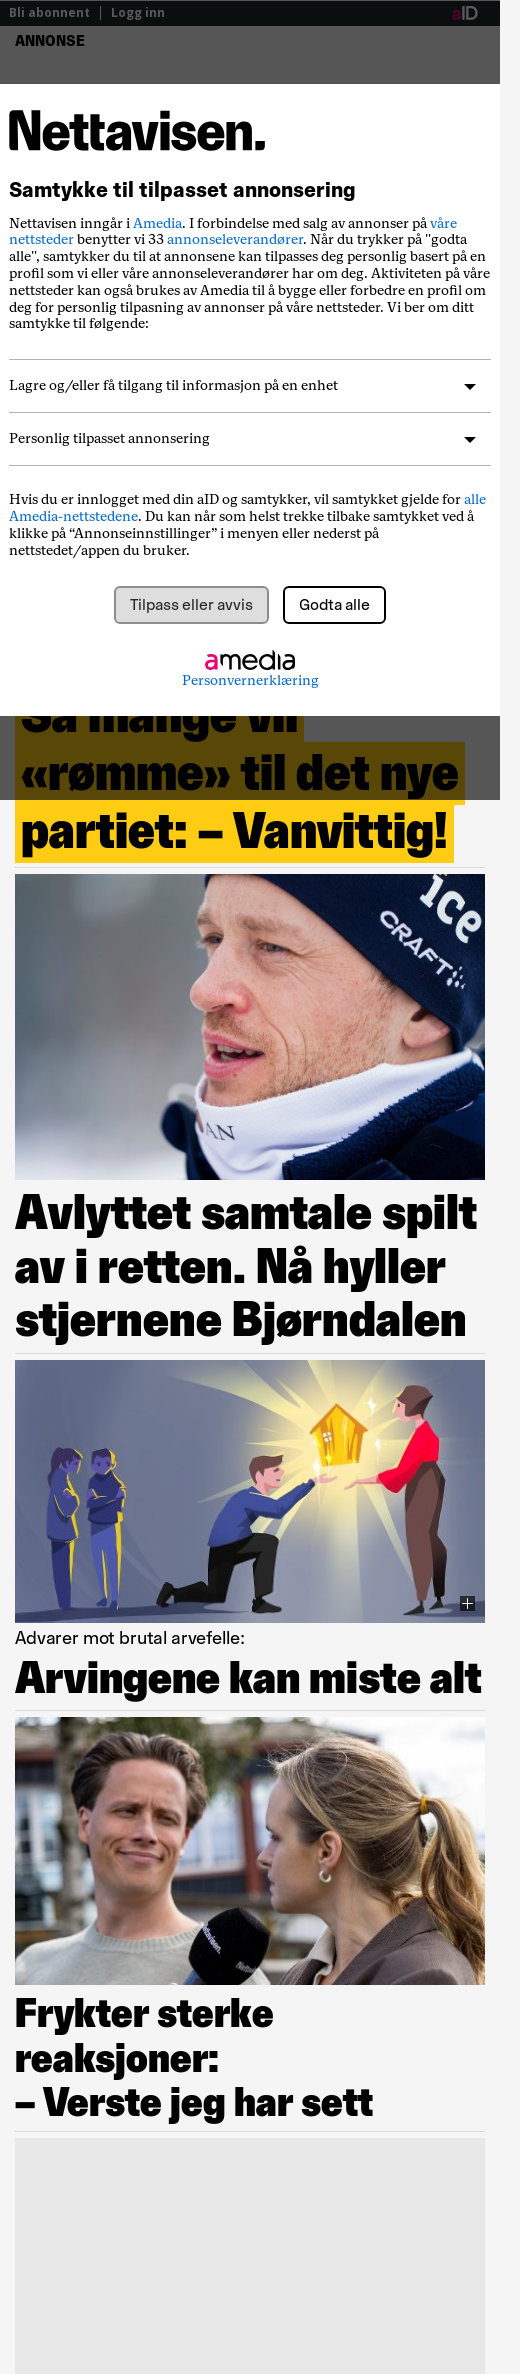 Bli abonnent | Logg inn aID
ANNONSE
Nettavisen.
Samtykke til tilpasset annonsering
Nettavisen inngår i Amedia. I forbindelse med salg av annonser på våre
nettsteder benytter vi 33 annonseleverandører. Når du trykker på "godta
alle", samtykker du til at annonsene kan tilpasses deg personlig basert på en
profil som vi eller våre annonseleverandører har om deg. Aktiviteten på våre
nettsteder kan også brukes av Amedia til å bygge eller forbedre en profil om
deg for personlig tilpasning av annonser på våre nettsteder. Vi ber om ditt
samtykke til følgende:
Lagre og/eller få tilgang til informasjon på en enhet
Personlig tilpasset annonsering
Hvis du er innlogget med din aID og samtykker, vil samtykket gjelde for alle
Amedia-nettstedene. Du kan når som helst trekke tilbake samtykket ved å
klikke på “Annonseinnstillinger” i menyen eller nederst på
nettstedet/appen du bruker.
Tilpass eller avvis Godta alle
amedia
Personvernerklæring
Så mange vil
«rømme» til det nye
partiet: – Vanvittig!
ice
CRAFT
Avlyttet samtale spilt
av i retten. Nå hyller
stjernene Bjørndalen
Advarer mot brutal arvefelle:
Arvingene kan miste alt
Nettavisen.
Frykter sterke
reaksjoner:
– Verste jeg har sett